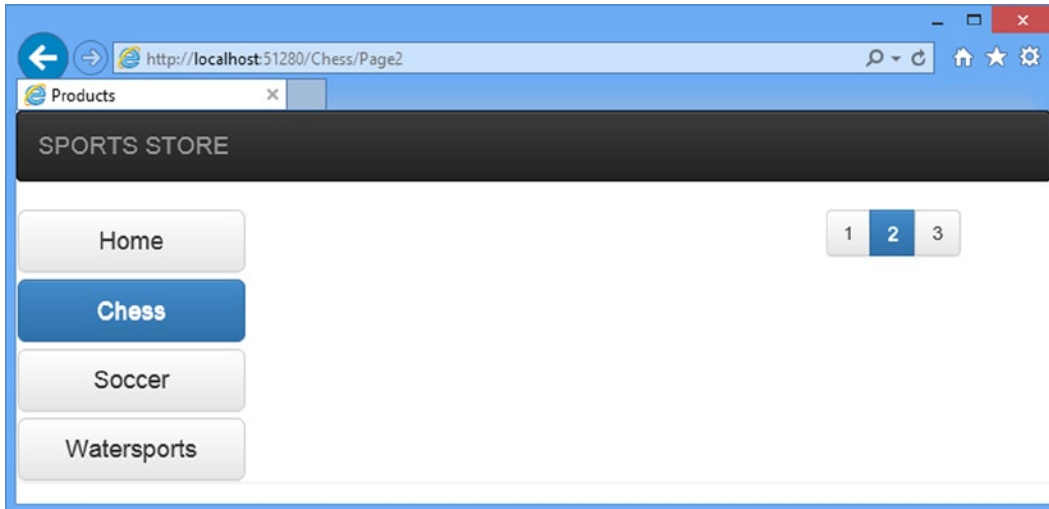 http://localhost:51280/Chess/Page2
Products
SPORTS STORE
Home
1 2 3
Chess
Soccer
Watersports